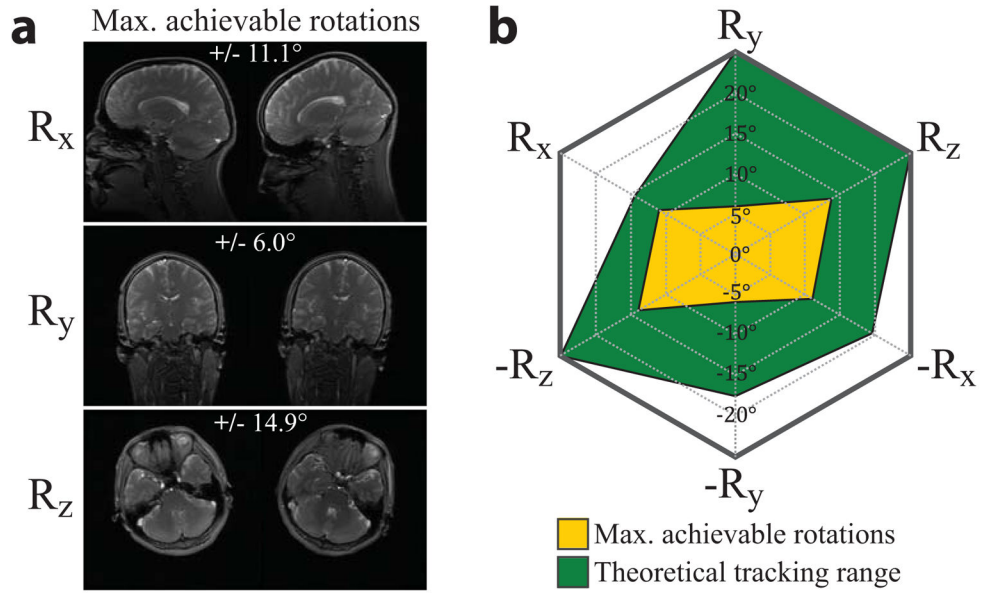 a
Max. achievable rotations
Rx
+/- 11.1°
Ry
+/- 6.0°
Rz
+/- 14.9°
b
Ry
Rx
Rz
20°
15°
10°
5°
0°
-5°
-10°
-15°
-20°
-Rz
-Rx
-Ry
Max. achievable rotations
Theoretical tracking range